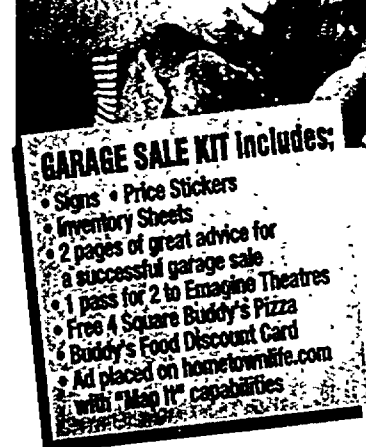 GARAGE SALE KIT Includes;
• Signs • Price Stickers
• Inventory Sheets
• 2 pages of great advice for
a successful garage sale
• 1 pass for 2 to Emagine Theatres
• Free 4 Square Buddy's Pizza
• Buddy's Food Discount Card
• Ad placed on hometownlife.com
with "Map It" capabilities